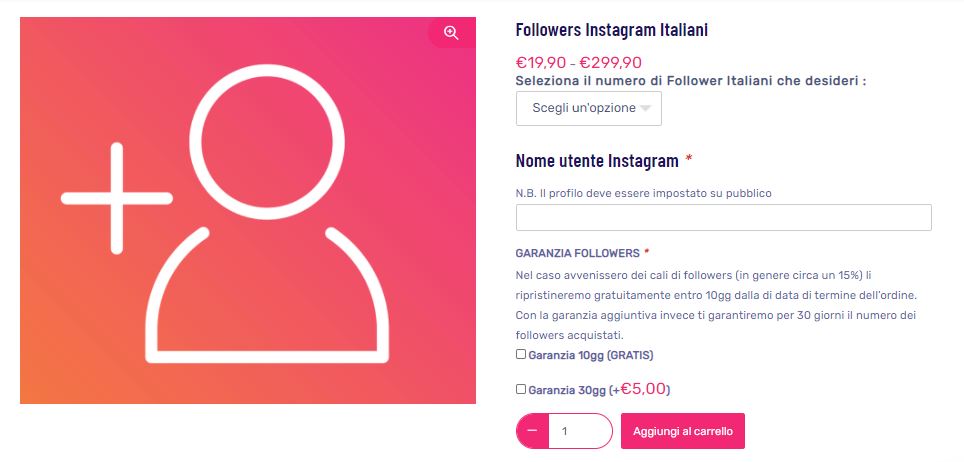 Followers Instagram Italiani
€19,90 - €299,90
Seleziona il numero di Follower Italiani che desideri :
Scegli un'opzione
Nome utente Instagram *
N.B. Il profilo deve essere impostato su pubblico
GARANZIA FOLLOWERS *
Nel caso avvenissero dei cali di followers (in genere circa un 15%) li
ripristineremo gratuitamente entro 10gg dalla di data di termine dell'ordine.
Con la garanzia aggiuntiva invece ti garantiremo per 30 giorni il numero dei
followers acquistati.
Garanzia 10gg (GRATIS)
Garanzia 30gg (+€5,00)
− 1 Aggiungi al carrello